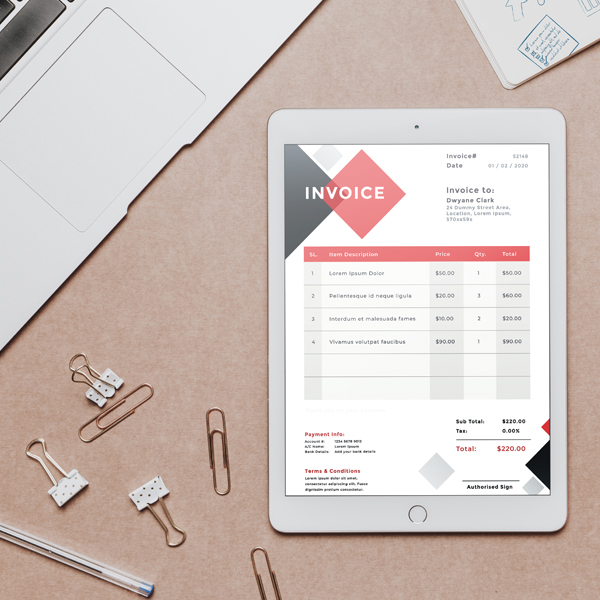 INVOICE
Invoice# 52148
Date 01 / 02 / 2020
Invoice to:
Dwyane Clark
24 Dummy Street Area,
Location, Lorem Ipsum,
570xx59x
SL. Item Description Price Qty. Total
1 Lorem Ipsum Dolor $50.00 1 $50.00
2 Pellentesque id neque ligula $20.00 3 $60.00
3 Interdum et malesuada fames $10.00 2 $20.00
4 Vivamus volutpat faucibus $90.00 1 $90.00
Sub Total: $220.00
Tax: 0.00%
Total: $220.00
Payment Info:
Account #: 1234 5678 9012
A/C Name: Lorem Ipsum
Bank Details: Add your bank details
Terms & Conditions
Lorem ipsum dolor sit amet,
consectetur adipiscing elit. Fusce
dignissim pretium consectetur.
Authorised Sign